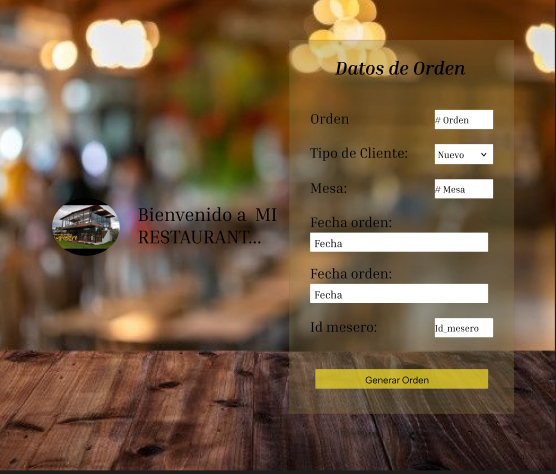 Datos de Orden
Orden
# Orden
Tipo de Cliente:
Nuevo
Mesa:
# Mesa
Bienvenido a MI
RESTAURANT...
Fecha orden:
Fecha
Fecha orden:
Fecha
Id mesero:
Id_mesero
Generar Orden